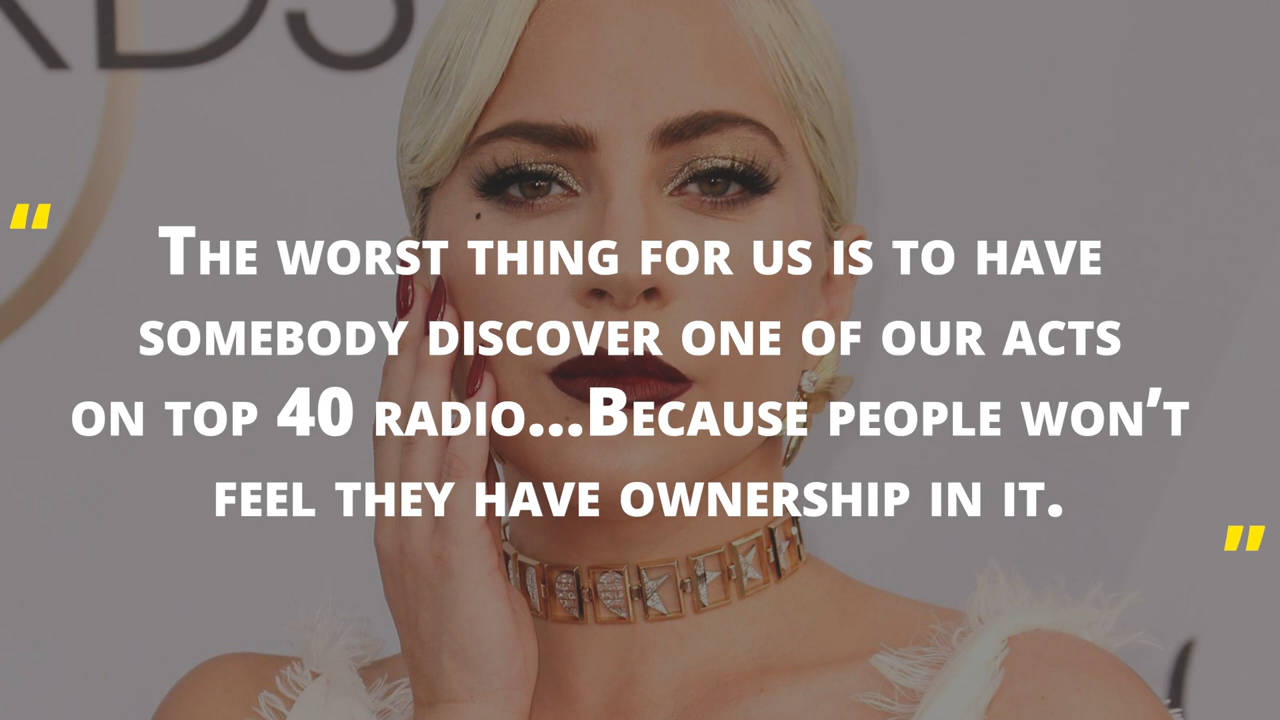 RDS
“
The worst thing for us is to have
somebody discover one of our acts
on top 40 radio...Because people won’t
feel they have ownership in it.
”